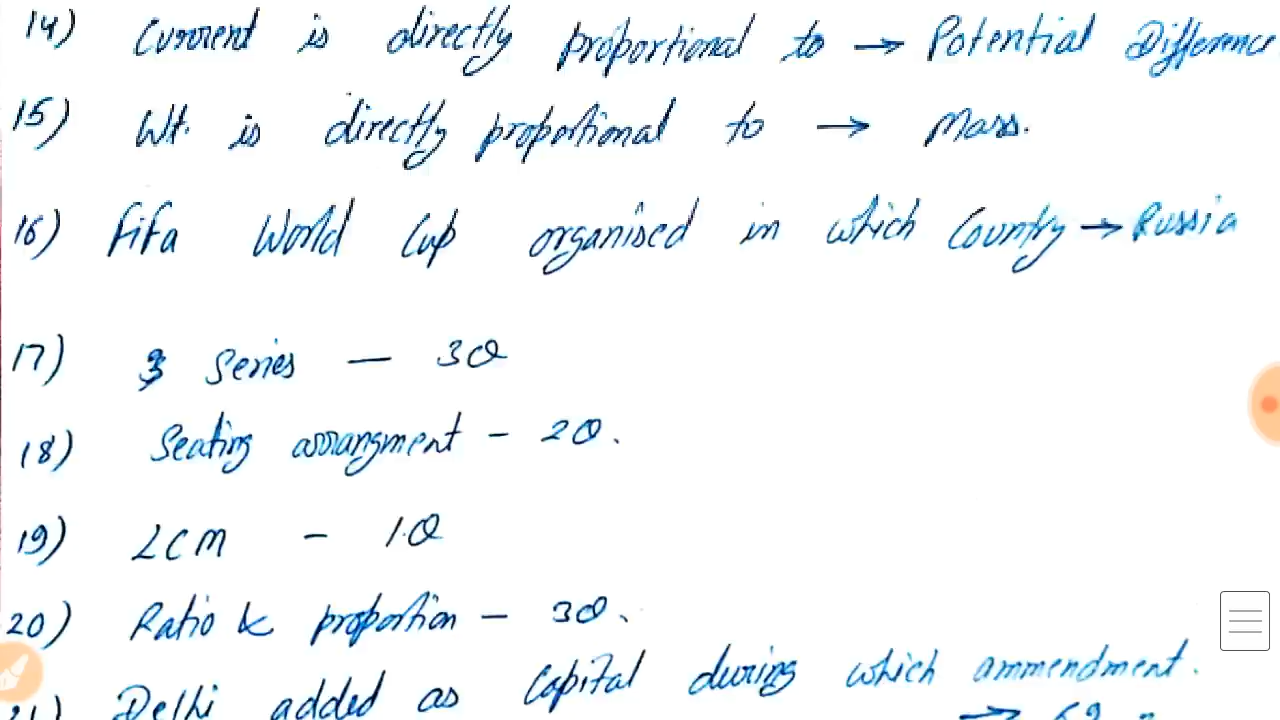 14) Current is directly proportional to → Potential Difference
15) Wt. is directly proportional to → Mass.
16) Fifa World Cup organised in which Country → Russia
17) 3 Series — 3Q
18) Seating arrangment - 2Q.
19) LCM - 1Q
20) Ratio & proportion - 3Q.
21) Delhi added as Capital during which ammendment.
→ 69